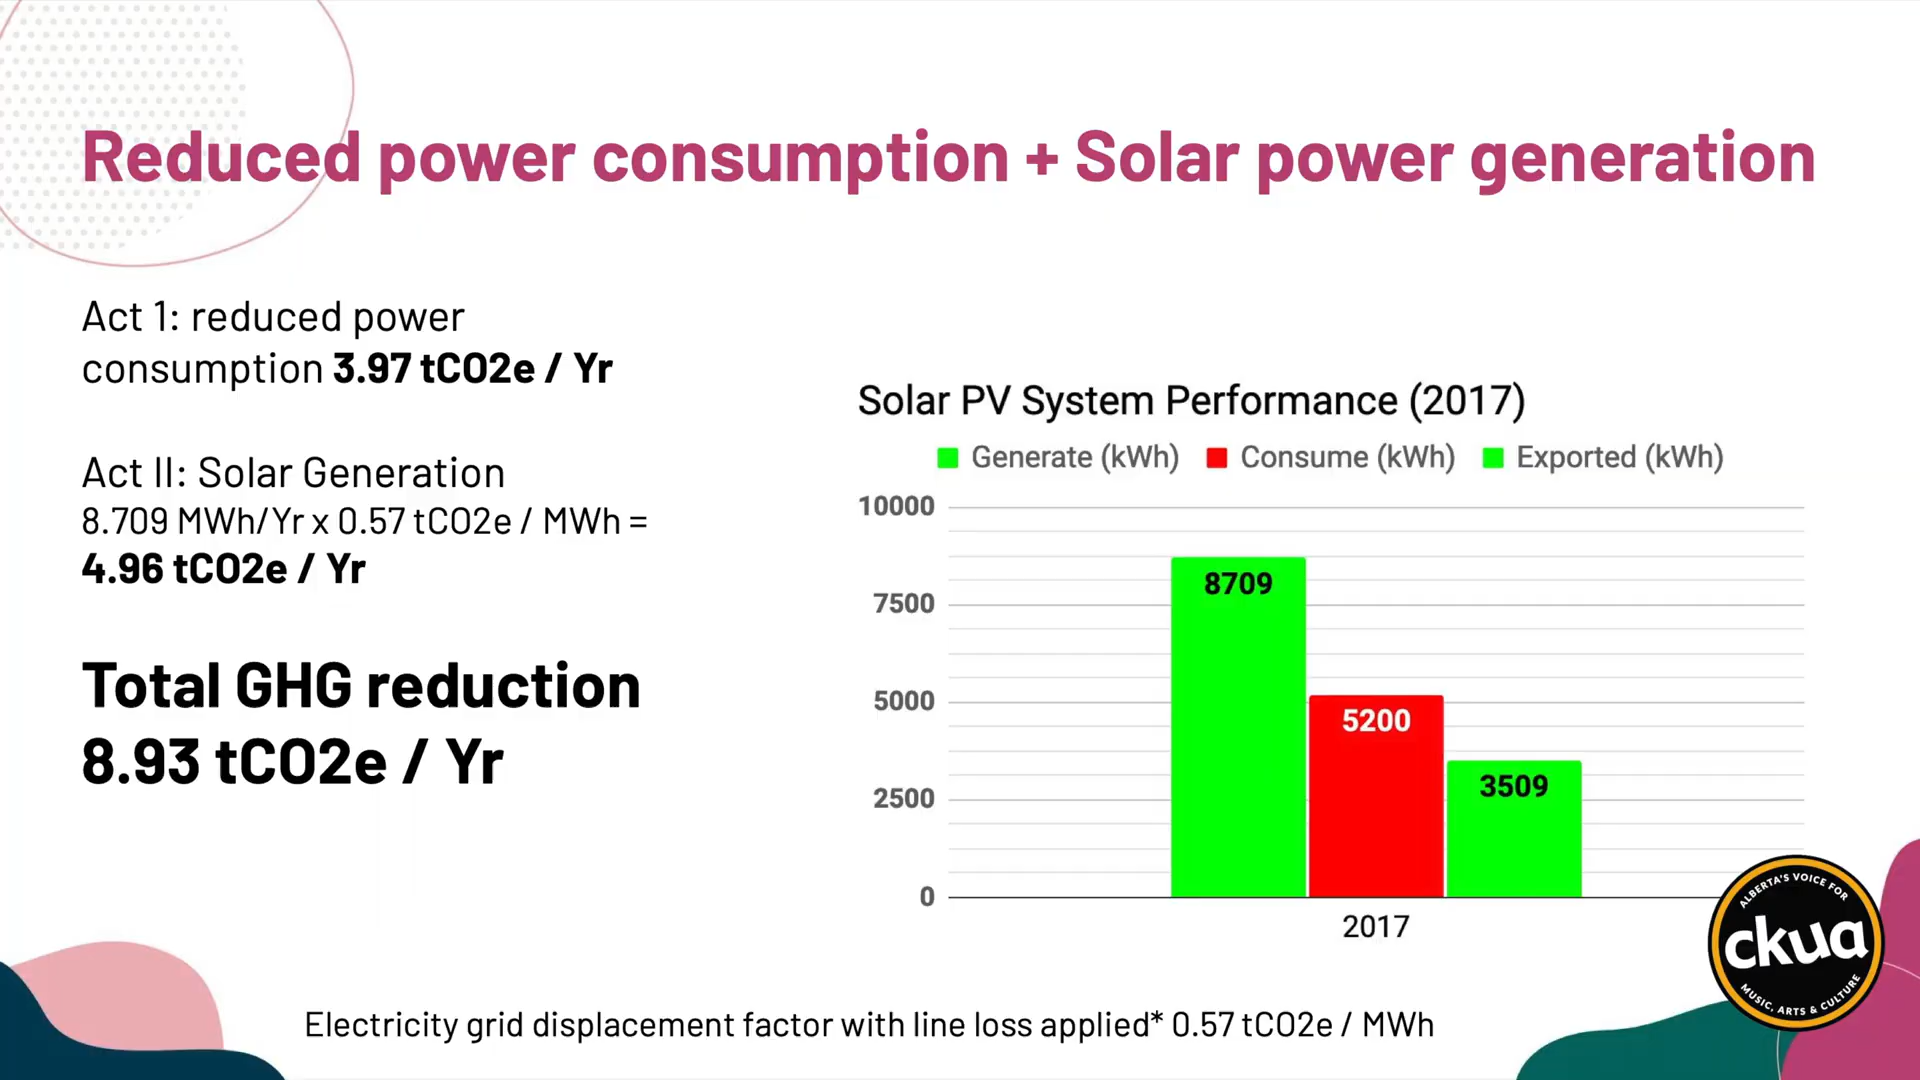 Reduced power consumption + Solar power generation
Act 1: reduced power
consumption 3.97 tCO2e / Yr
Act II: Solar Generation
8.709 MWh/Yr x 0.57 tCO2e / MWh =
4.96 tCO2e / Yr
Total GHG reduction
8.93 tCO2e / Yr
Solar PV System Performance (2017)
Generate (kWh) Consume (kWh) Exported (kWh)
10000
7500
5000
2500
0
8709
5200
3509
2017
ALBERTA'S VOICE FOR
ckua
MUSIC, ARTS & CULTURE
Electricity grid displacement factor with line loss applied* 0.57 tCO2e / MWh